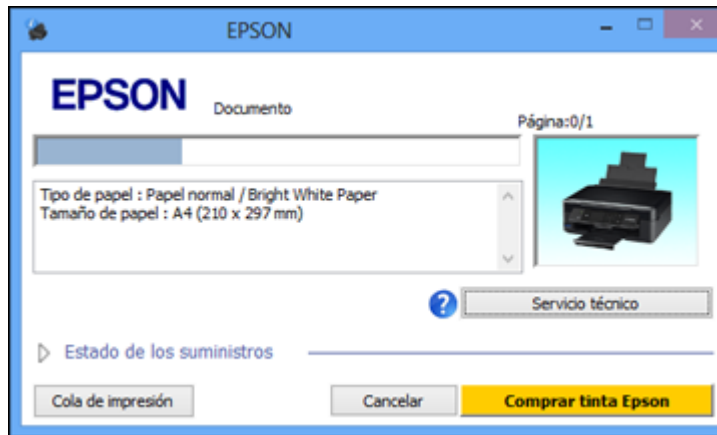 EPSON
EPSON
Documento
Página:0/1
Tipo de papel : Papel normal / Bright White Paper
Tamaño de papel : A4 (210 x 297 mm)
Servicio técnico
Estado de los suministros
Cola de impresión
Cancelar
Comprar tinta Epson